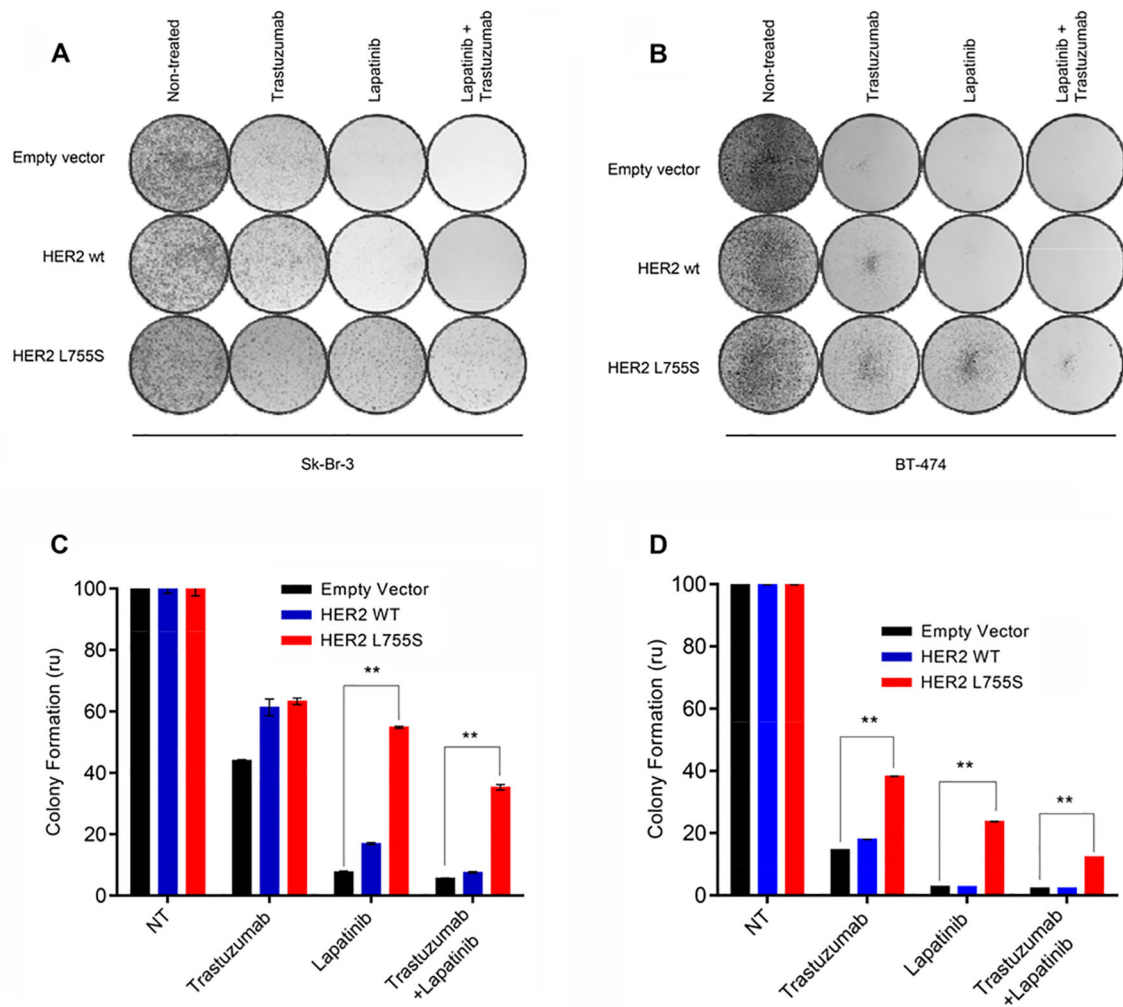 A
Non-treated
Trastuzumab
Lapatinib
Lapatinib +
Trastuzumab
Empty vector
HER2 wt
HER2 L755S
Sk-Br-3
B
Non-treated
Trastuzumab
Lapatinib
Lapatinib +
Trastuzumab
Empty vector
HER2 wt
HER2 L755S
BT-474
C
Colony Formation (ru)
100
80
60
40
20
0
Empty Vector
HER2 WT
HER2 L755S
**
**
NT
Trastuzumab
Lapatinib
Trastuzumab
+Lapatinib
D
Colony Formation (ru)
100
80
60
40
20
0
Empty Vector
HER2 WT
HER2 L755S
**
**
**
NT
Trastuzumab
Lapatinib
Trastuzumab
+Lapatinib